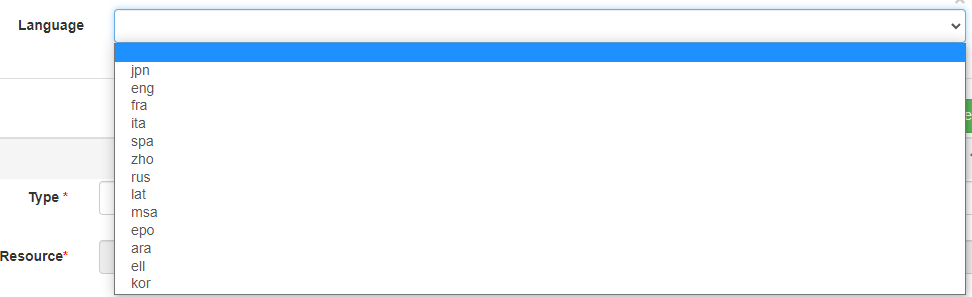 Language
jpn
eng
fra
ita
spa
zho
rus
lat
msa
epo
ara
ell
kor
Type *
Resource*